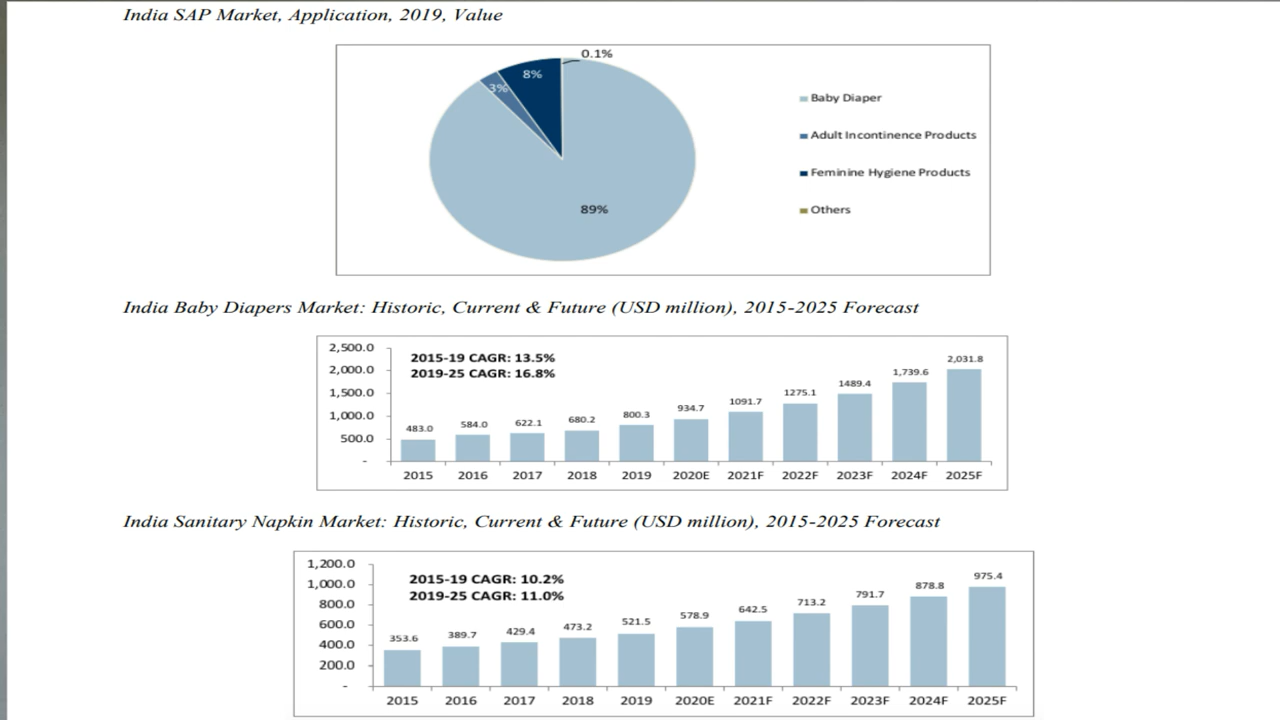 India SAP Market, Application, 2019, Value
0.1%
8%
3%
89%
Baby Diaper
Adult Incontinence Products
Feminine Hygiene Products
Others
India Baby Diapers Market: Historic, Current & Future (USD million), 2015-2025 Forecast
2015-19 CAGR: 13.5%
2019-25 CAGR: 16.8%
2,500.0
2,000.0
1,500.0
1,000.0
500.0
-
483.0 584.0 622.1 680.2 800.3 934.7 1091.7 1275.1 1489.4 1,739.6 2,031.8
2015 2016 2017 2018 2019 2020E 2021F 2022F 2023F 2024F 2025F
India Sanitary Napkin Market: Historic, Current & Future (USD million), 2015-2025 Forecast
2015-19 CAGR: 10.2%
2019-25 CAGR: 11.0%
1,200.0
1,000.0
800.0
600.0
400.0
200.0
-
353.6 389.7 429.4 473.2 521.5 578.9 642.5 713.2 791.7 878.8 975.4
2015 2016 2017 2018 2019 2020E 2021F 2022F 2023F 2024F 2025F